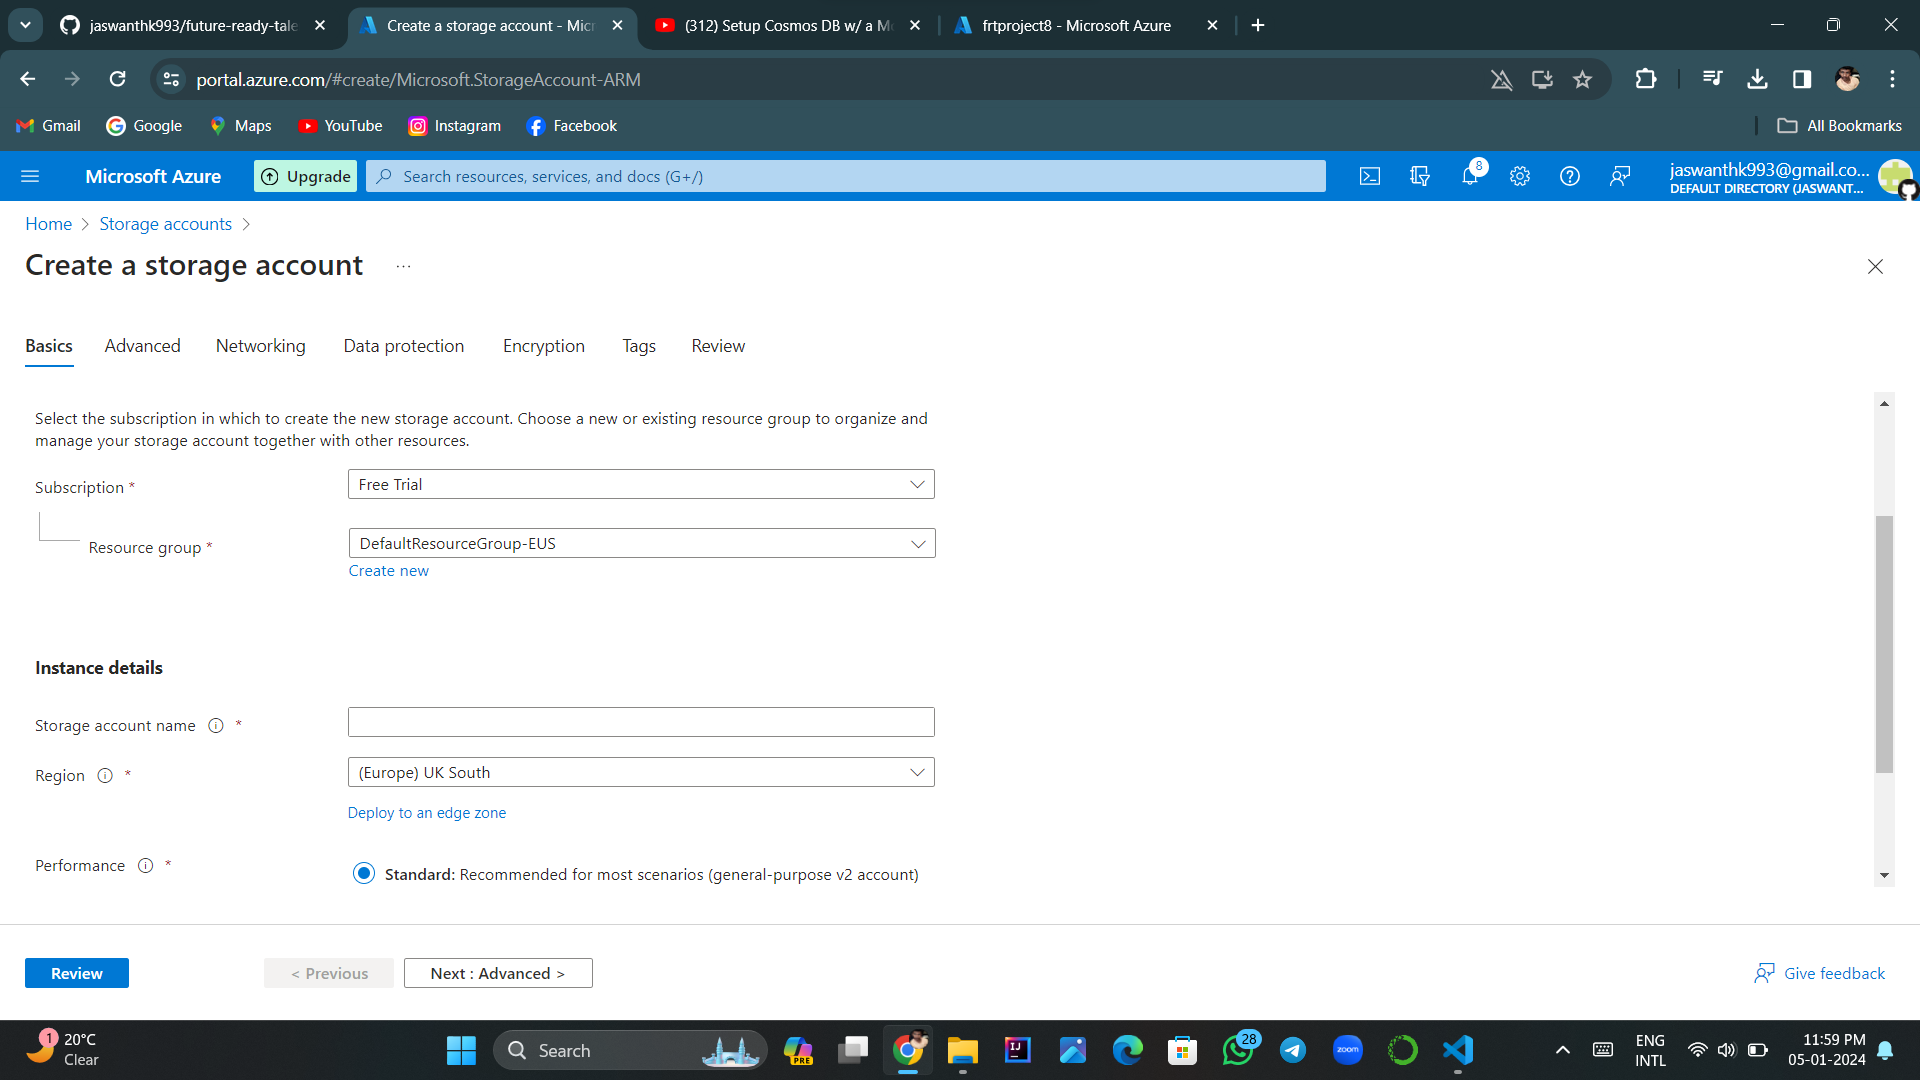 jaswanthk993/future-ready-tale
Create a storage account - Micr
(312) Setup Cosmos DB w/ a Mo
frtproject8 - Microsoft Azure
portal.azure.com/#create/Microsoft.StorageAccount-ARM
Gmail
Google
Maps
YouTube
Instagram
Facebook
All Bookmarks
Microsoft Azure
Upgrade
Search resources, services, and docs (G+/)
8
jaswanthk993@gmail.co...
DEFAULT DIRECTORY (JASWANT...
Home > Storage accounts >
Create a storage account ...
Basics
Advanced
Networking
Data protection
Encryption
Tags
Review
Select the subscription in which to create the new storage account. Choose a new or existing resource group to organize and
manage your storage account together with other resources.
Subscription *
Free Trial
Resource group *
DefaultResourceGroup-EUS
Create new
Instance details
Storage account name *
Region *
(Europe) UK South
Deploy to an edge zone
Performance *
Standard: Recommended for most scenarios (general-purpose v2 account)
Review
< Previous
Next : Advanced >
Give feedback
1
20°C
Clear
Search
PRE
IJ
28
zoom
ENG
INTL
11:59 PM
05-01-2024